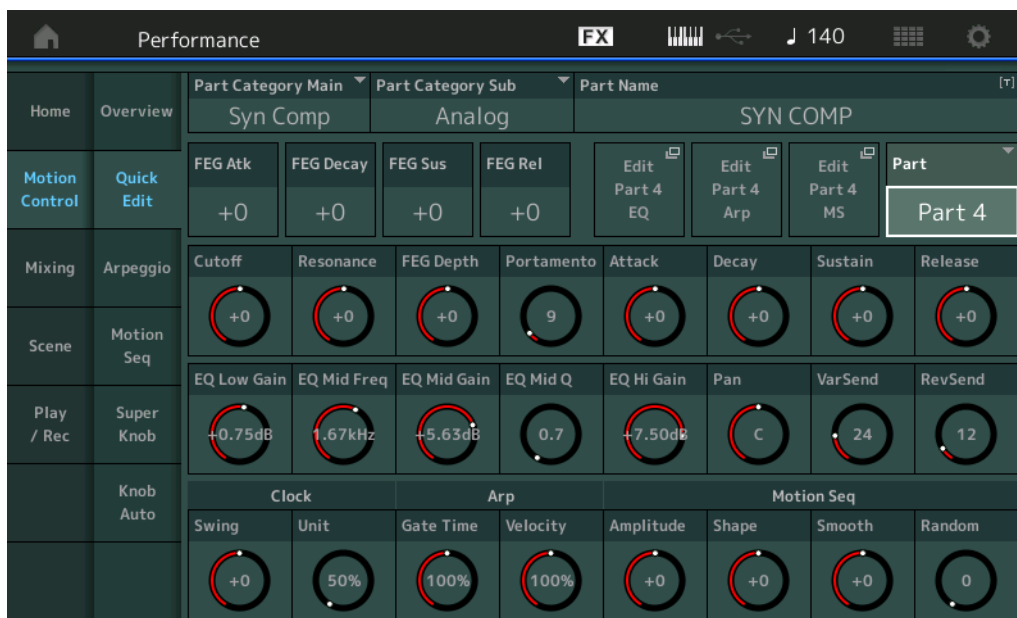 Performance FX ♩ 140
Home Overview Part Category Main Part Category Sub Part Name [T]
Syn Comp Analog SYN COMP
Motion Control Quick Edit FEG Atk FEG Decay FEG Sus FEG Rel Edit Part 4 EQ Edit Part 4 Arp Edit Part 4 MS Part
+0 +0 +0 +0 Part 4
Mixing Arpeggio Cutoff Resonance FEG Depth Portamento Attack Decay Sustain Release
+0 +0 +0 9 +0 +0 +0 +0
Scene Motion Seq
EQ Low Gain EQ Mid Freq EQ Mid Gain EQ Mid Q EQ Hi Gain Pan VarSend RevSend
Play / Rec Super Knob +0.75dB 1.67kHz +5.63dB 0.7 +7.50dB C 24 12
Knob Auto Clock Arp Motion Seq
Swing Unit Gate Time Velocity Amplitude Shape Smooth Random
+0 50% 100% 100% +0 +0 +0 0